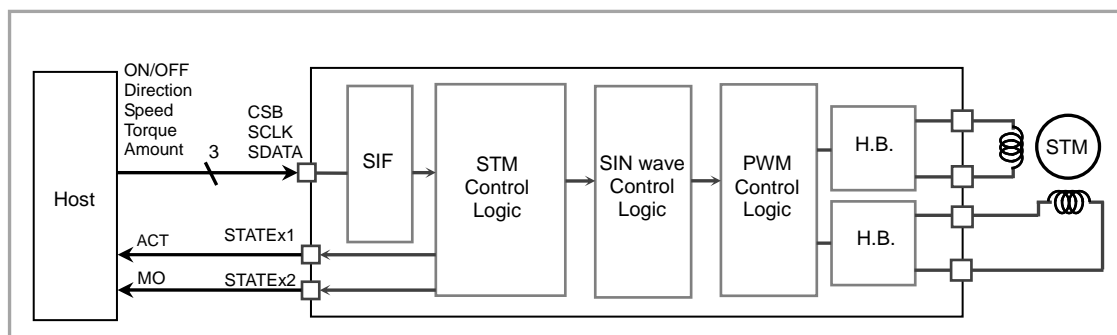 ON/OFF
Direction
Speed
Torque
Amount
3
CSB
SCLK
SDATA
Host
SIF
STM
Control
Logic
SIN wave
Control
Logic
PWM
Control
Logic
H.B.
H.B.
STM
ACT
STATEx1
MO
STATEx2